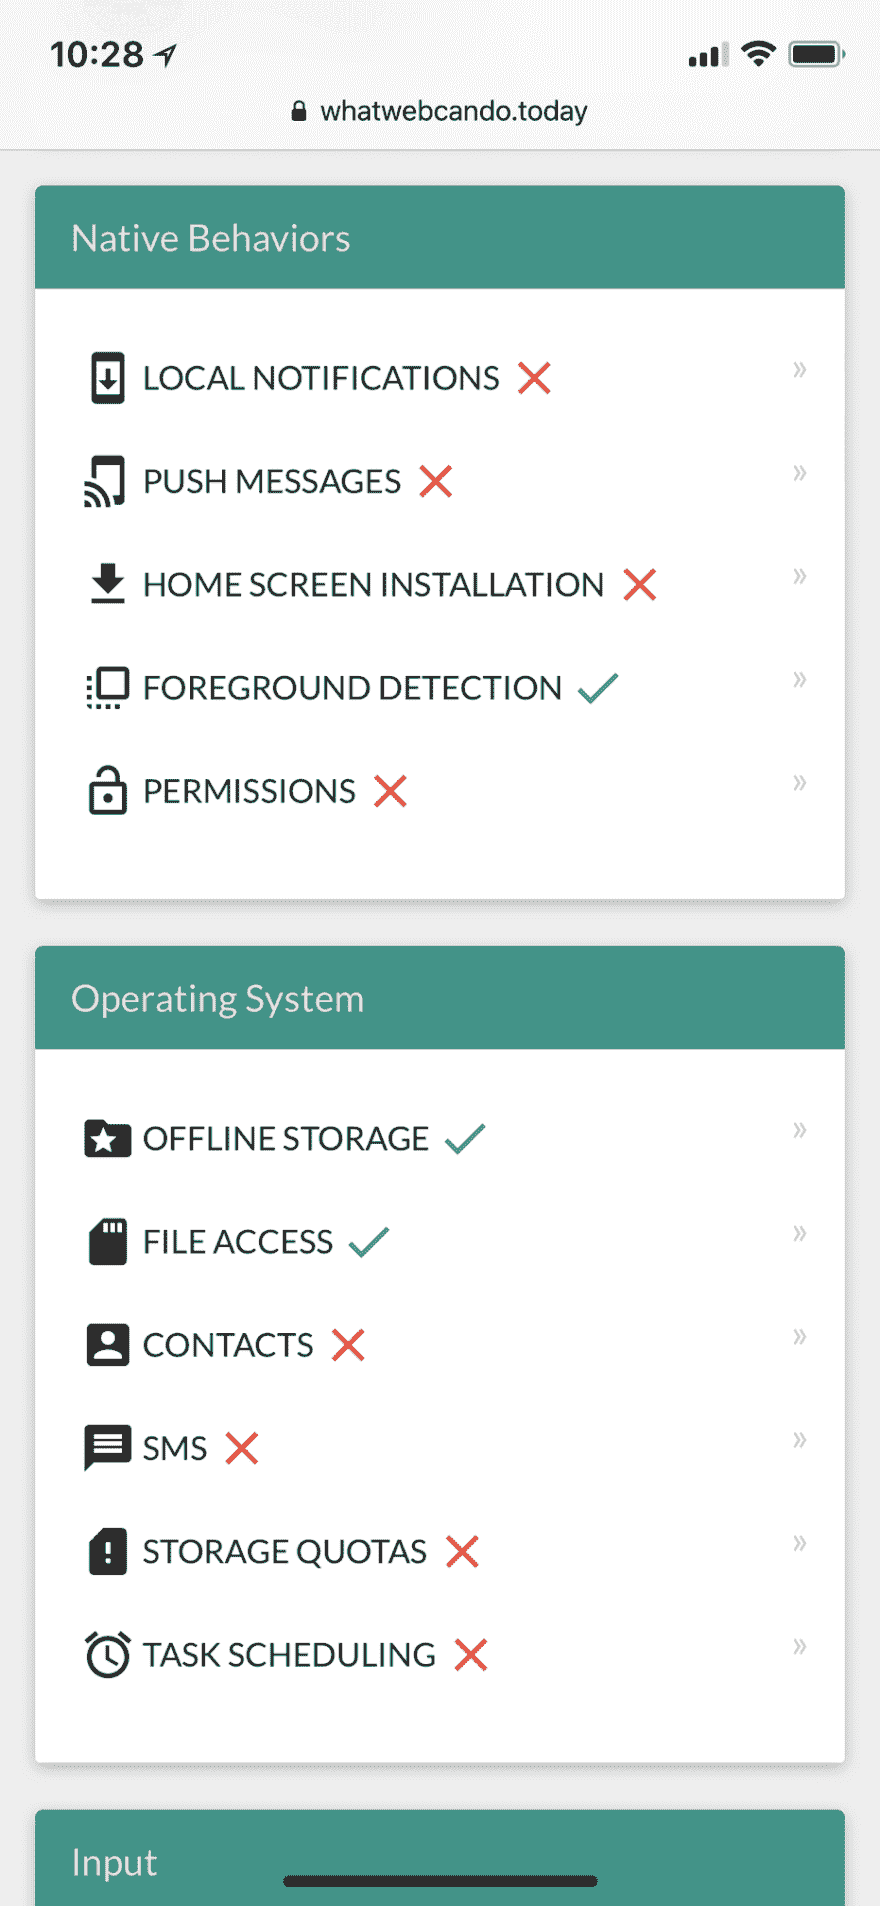 10:28
whatwebcando.today
Native Behaviors
LOCAL NOTIFICATIONS
PUSH MESSAGES
HOME SCREEN INSTALLATION
FOREGROUND DETECTION
PERMISSIONS
Operating System
OFFLINE STORAGE
FILE ACCESS
CONTACTS
SMS
STORAGE QUOTAS
TASK SCHEDULING
Input